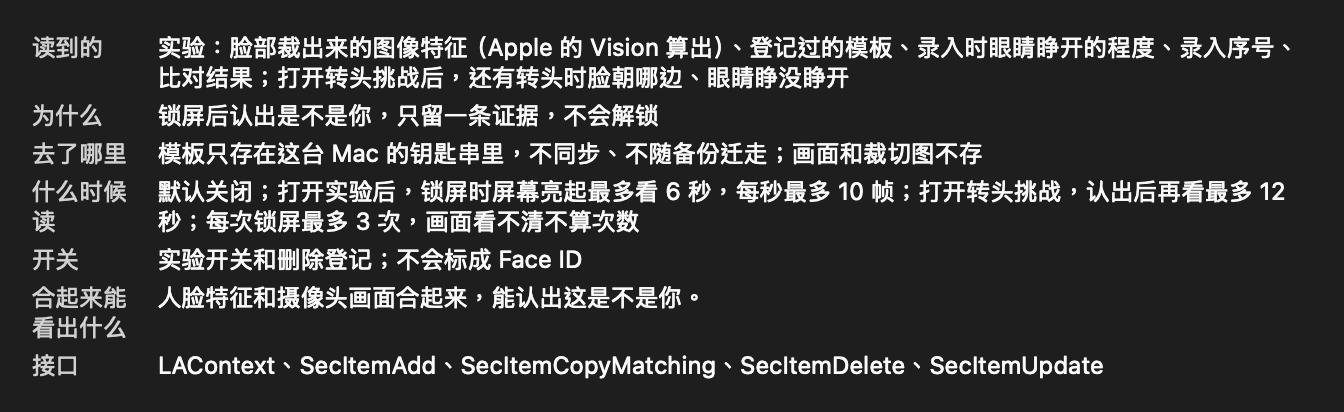 读到的 实验：脸部裁出来的图像特征（Apple 的 Vision 算出）、登记过的模板、录入时眼睛睁开的程度、录入序号、
比对结果；打开转头挑战后，还有转头时脸朝哪边、眼睛睁没睁开
为什么 锁屏后认出是不是你，只留一条证据，不会解锁
去了哪里 模板只存在这台 Mac 的钥匙串里，不同步、不随备份迁走；画面和裁切图不存
什么时候 默认关闭；打开实验后，锁屏时屏幕亮起最多看 6 秒，每秒最多 10 帧；打开转头挑战，认出后再看最多 12
读 秒；每次锁屏最多 3 次，画面看不清不算次数
开关 实验开关和删除登记；不会标成 Face ID
合起来能 人脸特征和摄像头画面合起来，能认出这是不是你。
看出什么
接口 LAContext、SecItemAdd、SecItemCopyMatching、SecItemDelete、SecItemUpdate